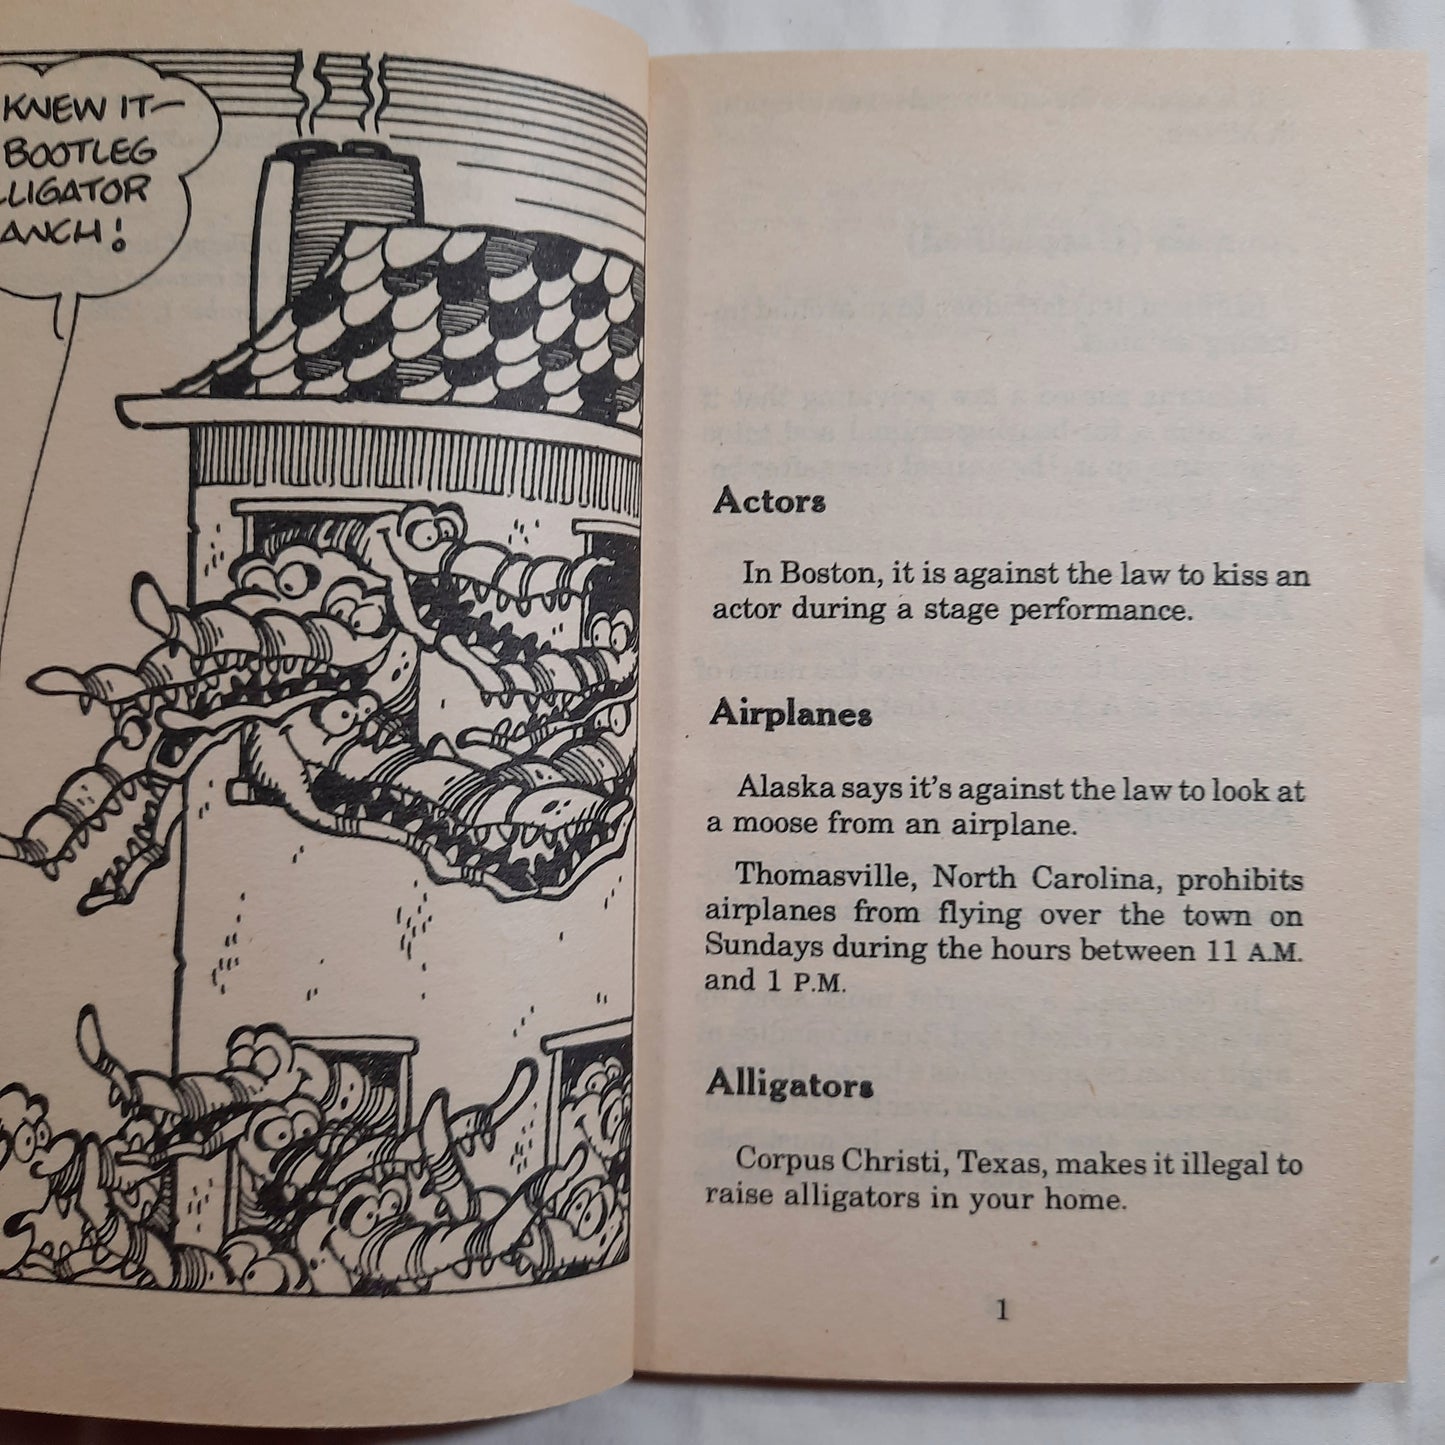 KNEW IT—
BOOTLEG
LLIGATOR
ANCH!
Actors
In Boston, it is against the law to kiss an
actor during a stage performance.
Airplanes
Alaska says it's against the law to look at
a moose from an airplane.
Thomasville, North Carolina, prohibits
airplanes from flying over the town on
Sundays during the hours between 11 A.M.
and 1 P.M.
Alligators
Corpus Christi, Texas, makes it illegal to
raise alligators in your home.
1